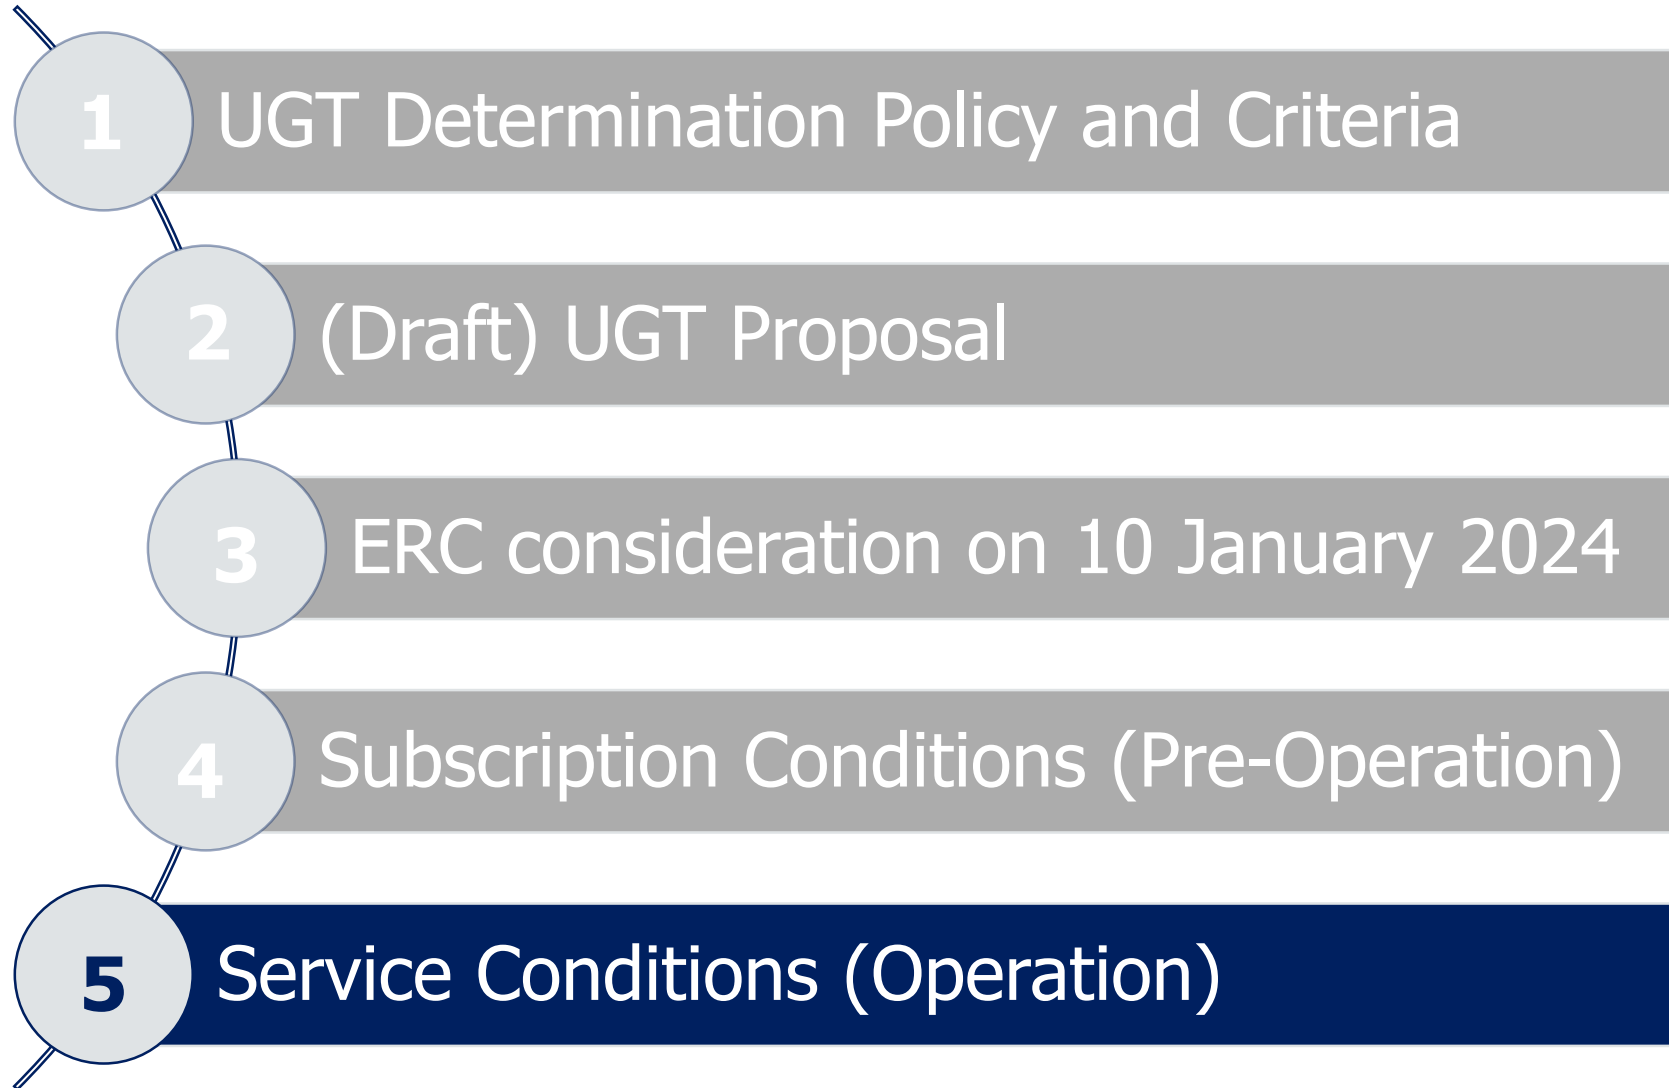 1 UGT Determination Policy and Criteria
2 (Draft) UGT Proposal
3 ERC consideration on 10 January 2024
4 Subscription Conditions (Pre-Operation)
5 Service Conditions (Operation)